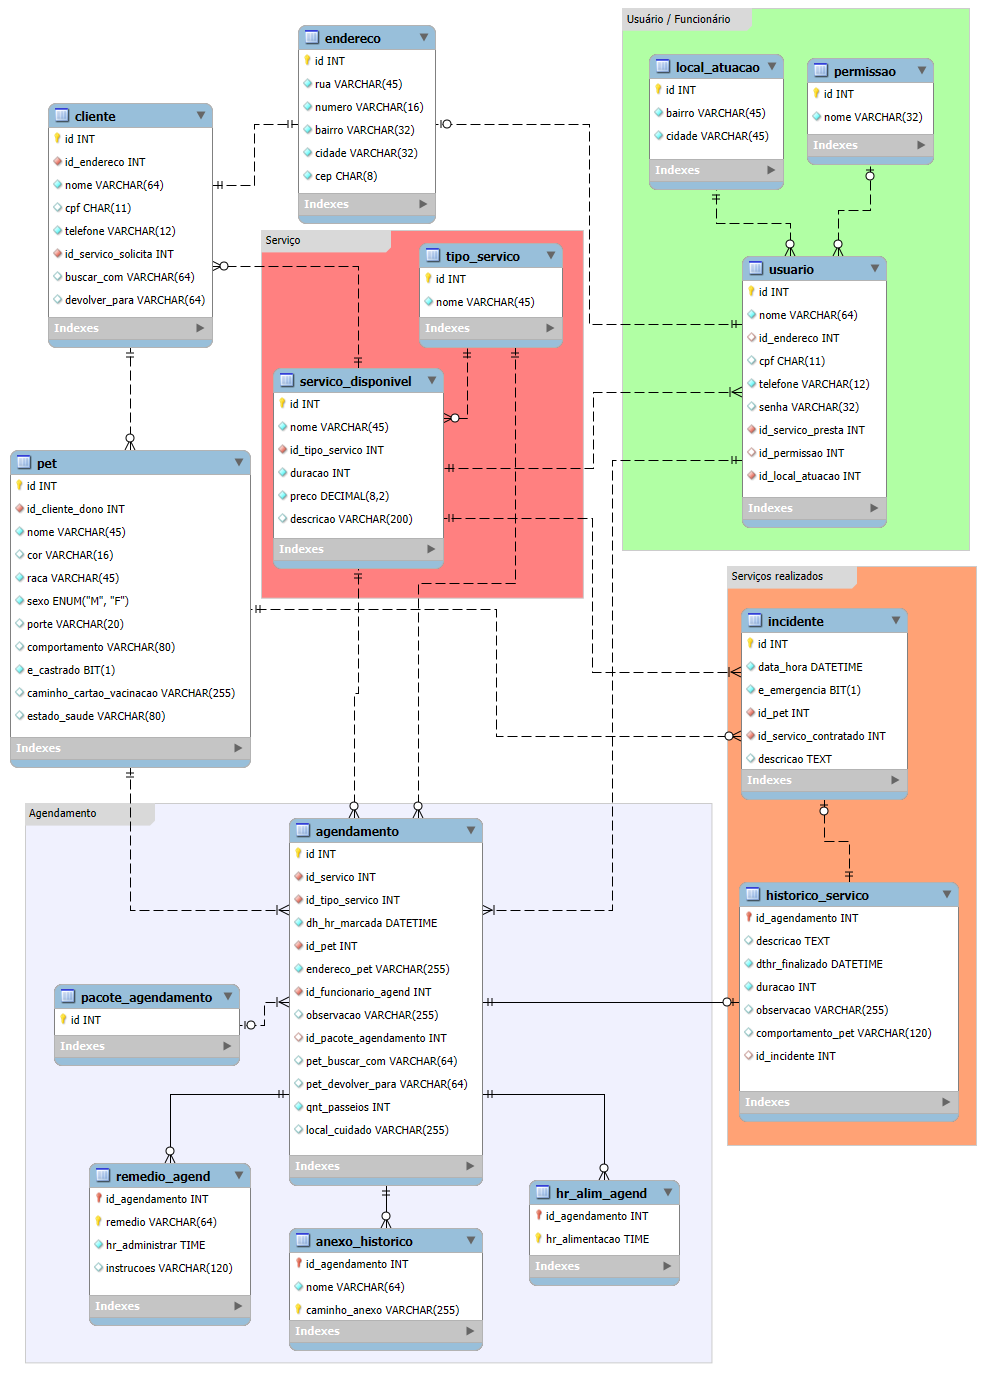 endereco
id INT
rua VARCHAR(45)
numero VARCHAR(16)
bairro VARCHAR(32)
cidade VARCHAR(32)
cep CHAR(8)
Indexes
cliente
id INT
id_endereco INT
nome VARCHAR(64)
cpf CHAR(11)
telefone VARCHAR(12)
id_servico_solicita INT
buscar_com VARCHAR(64)
devolver_para VARCHAR(64)
Indexes
Usuário / Funcionário
local_atuacao
id INT
bairro VARCHAR(45)
cidade VARCHAR(45)
Indexes
permissao
id INT
nome VARCHAR(32)
Indexes
usuario
id INT
nome VARCHAR(64)
id_endereco INT
cpf CHAR(11)
telefone VARCHAR(12)
senha VARCHAR(32)
id_servico_presta INT
id_permissao INT
id_local_atuacao INT
Indexes
Serviço
tipo_servico
id INT
nome VARCHAR(45)
Indexes
servico_disponivel
id INT
nome VARCHAR(45)
id_tipo_servico INT
duracao INT
preco DECIMAL(8,2)
descricao VARCHAR(200)
Indexes
pet
id INT
id_cliente_dono INT
nome VARCHAR(45)
cor VARCHAR(16)
raca VARCHAR(45)
sexo ENUM("M", "F")
porte VARCHAR(20)
comportamento VARCHAR(80)
e_castrado BIT(1)
caminho_cartao_vacinacao VARCHAR(255)
estado_saude VARCHAR(80)
Indexes
Serviços realizados
incidente
id INT
data_hora DATETIME
e_emergencia BIT(1)
id_pet INT
id_servico_contratado INT
descricao TEXT
Indexes
historico_servico
id_agendamento INT
descricao TEXT
dthr_finalizado DATETIME
duracao INT
observacao VARCHAR(255)
comportamento_pet VARCHAR(120)
id_incidente INT
Indexes
Agendamento
agendamento
id INT
id_servico INT
id_tipo_servico INT
dh_hr_marcada DATETIME
id_pet INT
endereco_pet VARCHAR(255)
id_funcionario_agend INT
observacao VARCHAR(255)
id_pacote_agendamento INT
pet_buscar_com VARCHAR(64)
pet_devolver_para VARCHAR(64)
qnt_passeios INT
local_cuidado VARCHAR(255)
Indexes
pacote_agendamento
id INT
Indexes
remedio_agend
id_agendamento INT
remedio VARCHAR(64)
hr_administrar TIME
instrucoes VARCHAR(120)
Indexes
anexo_historico
id_agendamento INT
nome VARCHAR(64)
caminho_anexo VARCHAR(255)
Indexes
hr_alim_agend
id_agendamento INT
hr_alimentacao TIME
Indexes